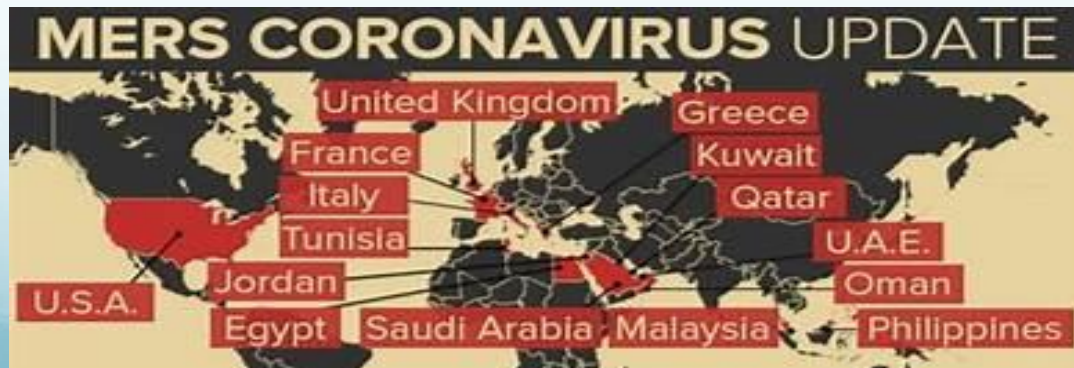 MERS CORONAVIRUS UPDATE
United Kingdom
Greece
France
Kuwait
Italy
Qatar
Tunisia
U.A.E.
Jordan
Oman
U.S.A.
Egypt
Saudi Arabia
Malaysia
Philippines